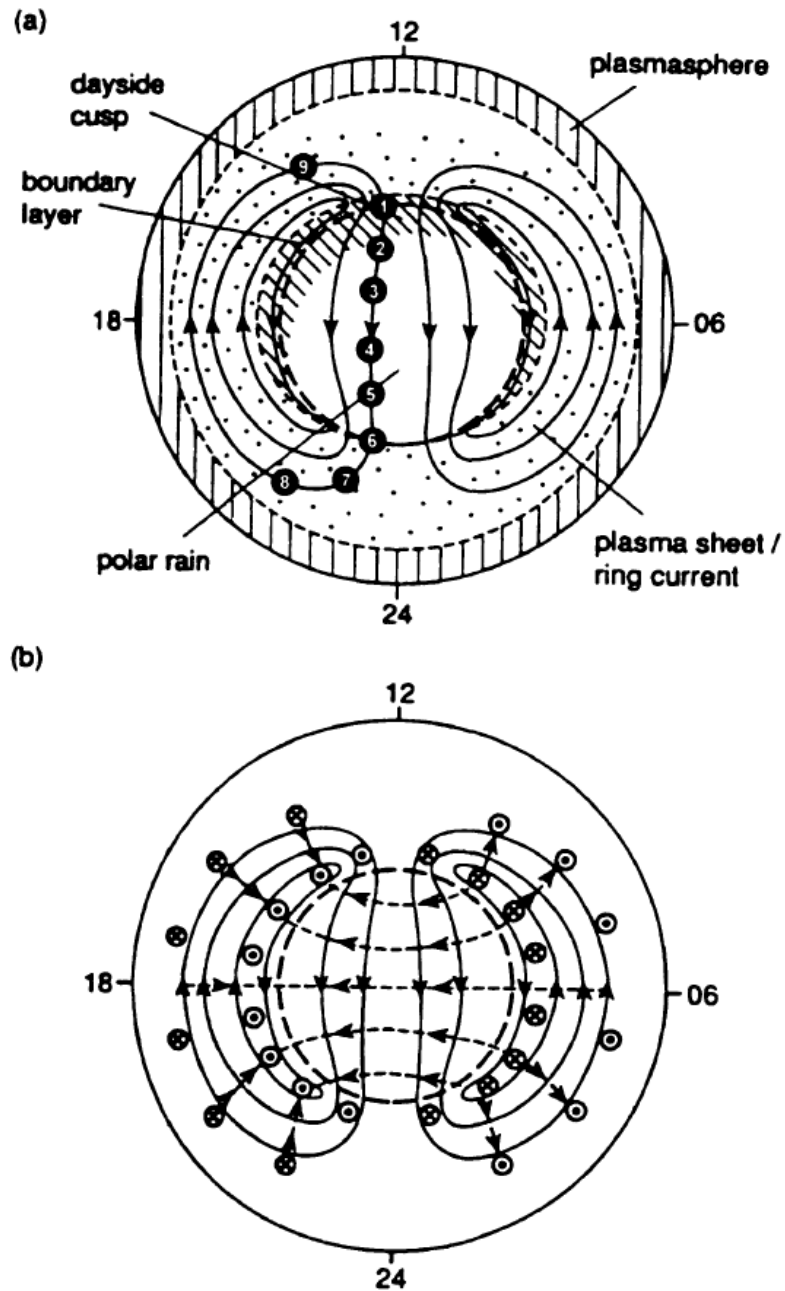 (a)
12
plasmasphere
dayside
cusp
boundary
layer
9
1
2
3
18
06
4
5
6
8
7
polar rain
plasma sheet /
ring current
24
(b)
12
18
06
24